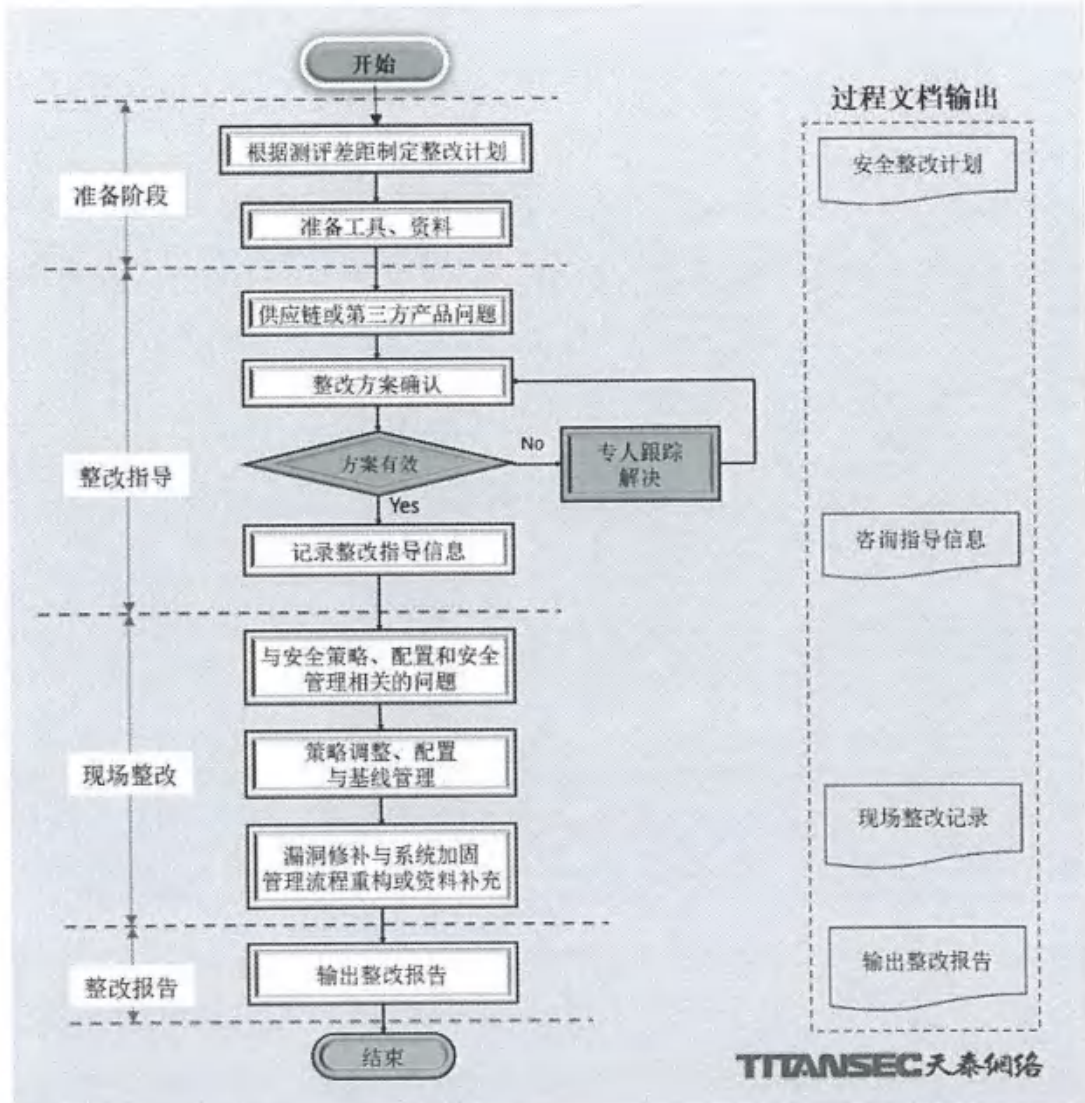 开始
过程文档输出
根据测评差距制定整改计划
安全整改计划
准备阶段
准备工具、资料
供应链或第三方产品问题
整改方案确认
方案有效
No
专人跟踪
解决
整改指导
Yes
记录整改指导信息
咨询指导信息
与安全策略、配置和安全
管理相关的问题
策略调整、配置
与基线管理
现场整改
现场整改记录
漏洞修补与系统加固
管理流程重构或资料补充
整改报告
输出整改报告
输出整改报告
结束
TITANSEC天泰網络